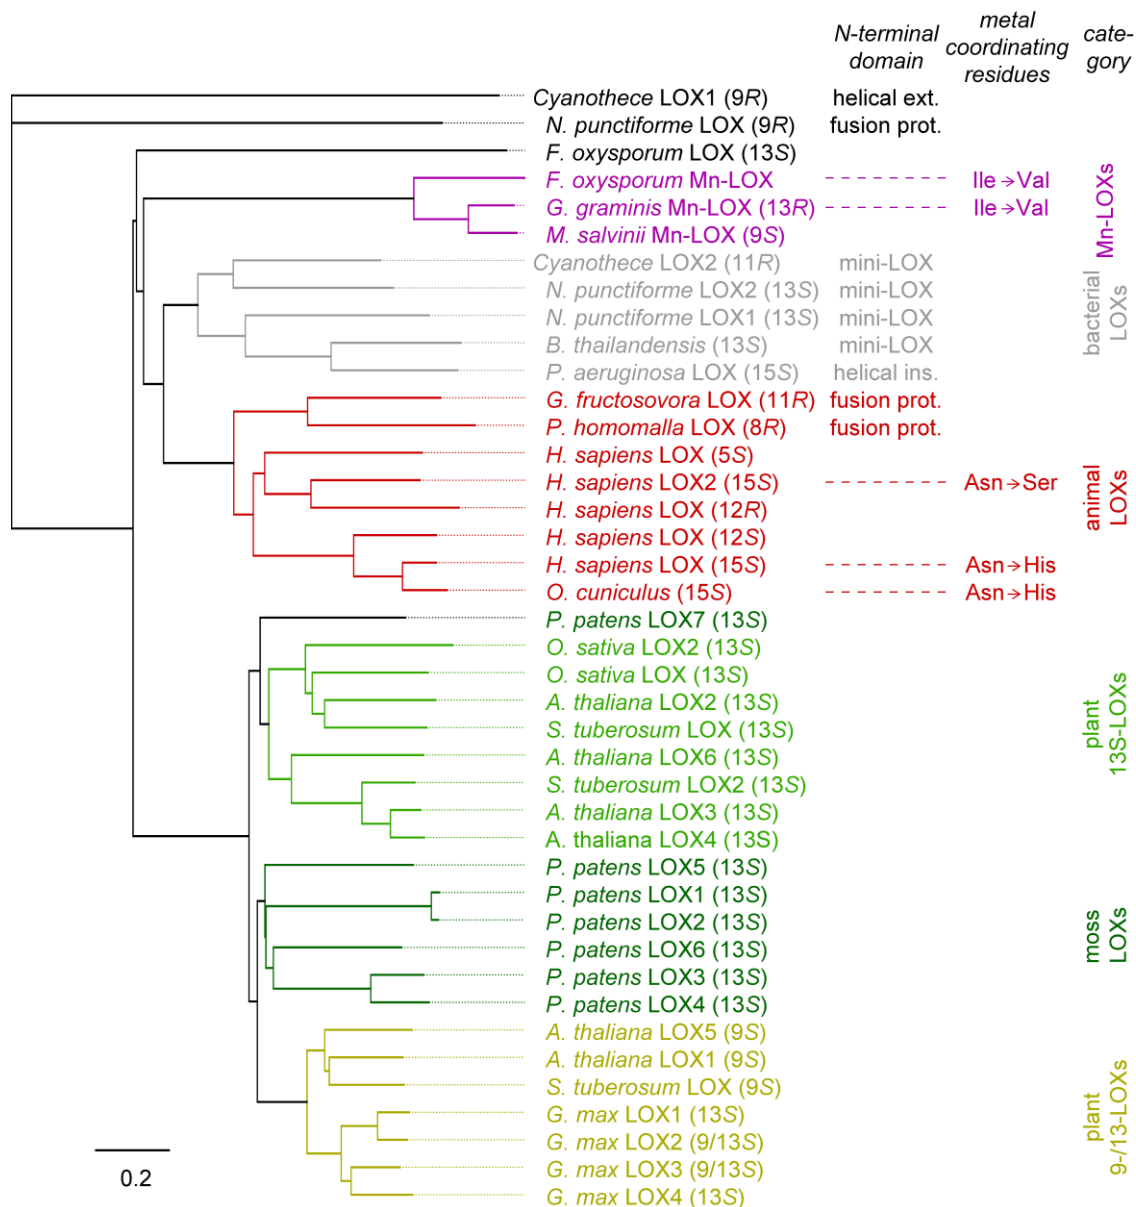 N-terminal
domain
metal
coordinating
residues
cate-
gory
Cyanothece LOX1 (9R) helical ext.
N. punctiforme LOX (9R) fusion prot.
F. oxysporum LOX (13S)
F. oxysporum Mn-LOX Ile→Val
G. graminis Mn-LOX (13R) Ile→Val
M. salvinii Mn-LOX (9S)
Mn-LOXs
Cyanothece LOX2 (11R) mini-LOX
N. punctiforme LOX2 (13S) mini-LOX
N. punctiforme LOX1 (13S) mini-LOX
B. thailandensis (13S) mini-LOX
P. aeruginosa LOX (15S) helical ins.
bacterial
LOXs
G. fructosovora LOX (11R) fusion prot.
P. homomalla LOX (8R) fusion prot.
H. sapiens LOX (5S)
H. sapiens LOX2 (15S) Asn→Ser
H. sapiens LOX (12R)
H. sapiens LOX (12S)
H. sapiens LOX (15S) Asn→His
O. cuniculus (15S) Asn→His
animal
LOXs
P. patens LOX7 (13S)
O. sativa LOX2 (13S)
O. sativa LOX (13S)
A. thaliana LOX2 (13S)
S. tuberosum LOX (13S)
A. thaliana LOX6 (13S)
S. tuberosum LOX2 (13S)
A. thaliana LOX3 (13S)
A. thaliana LOX4 (13S)
plant
13S-LOXs
P. patens LOX5 (13S)
P. patens LOX1 (13S)
P. patens LOX2 (13S)
P. patens LOX6 (13S)
P. patens LOX3 (13S)
P. patens LOX4 (13S)
moss
LOXs
A. thaliana LOX5 (9S)
A. thaliana LOX1 (9S)
S. tuberosum LOX (9S)
G. max LOX1 (13S)
G. max LOX2 (9/13S)
G. max LOX3 (9/13S)
G. max LOX4 (13S)
plant
9-/13-LOXs
0.2